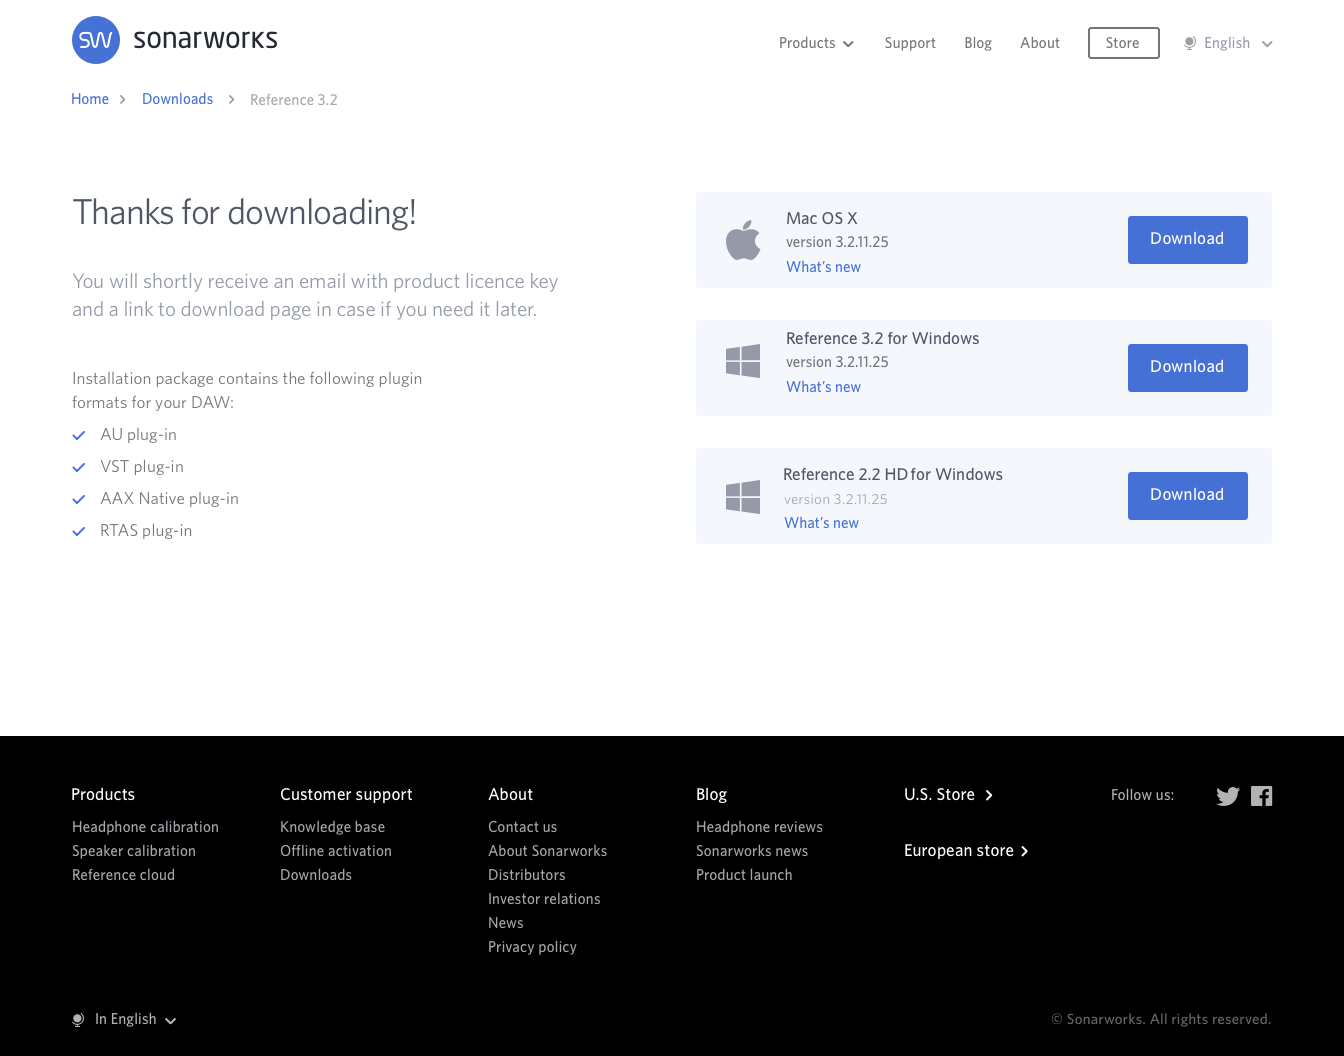 SW sonarworks
Products
Support
Blog
About
Store
English
Home
Downloads
Reference 3.2
Thanks for downloading!
You will shortly receive an email with product licence key
and a link to download page in case if you need it later.
Installation package contains the following plugin
formats for your DAW:
AU plug-in
VST plug-in
AAX Native plug-in
RTAS plug-in
Mac OS X
version 3.2.11.25
What's new
Download
Reference 3.2 for Windows
version 3.2.11.25
What's new
Download
Reference 2.2 HD for Windows
version 3.2.11.25
What's new
Download
Products
Headphone calibration
Speaker calibration
Reference cloud
Customer support
Knowledge base
Offline activation
Downloads
About
Contact us
About Sonarworks
Distributors
Investor relations
News
Privacy policy
Blog
Headphone reviews
Sonarworks news
Product launch
U.S. Store
European store
Follow us:
In English
© Sonarworks. All rights reserved.